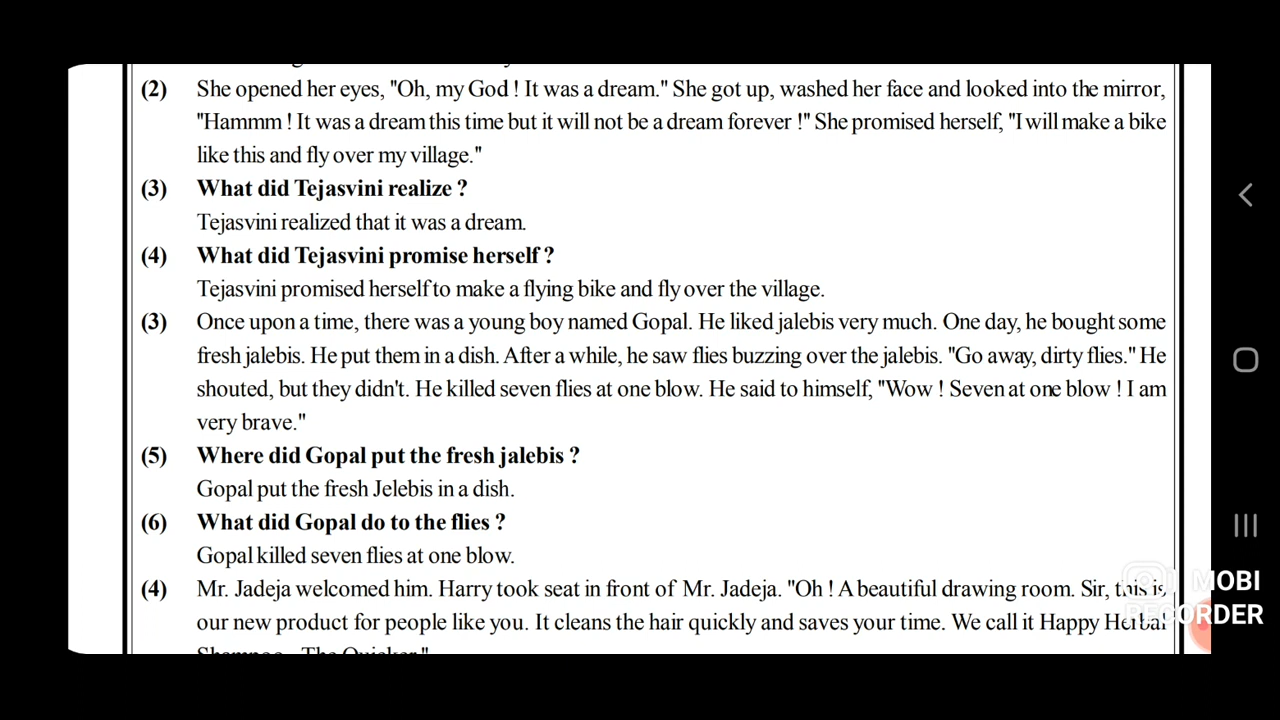 (2) She opened her eyes, "Oh, my God ! It was a dream." She got up, washed her face and looked into the mirror,
"Hammm ! It was a dream this time but it will not be a dream forever !" She promised herself, "I will make a bike
like this and fly over my village."
(3) What did Tejasvini realize ?
Tejasvini realized that it was a dream.
(4) What did Tejasvini promise herself ?
Tejasvini promised herself to make a flying bike and fly over the village.
(3) Once upon a time, there was a young boy named Gopal. He liked jalebis very much. One day, he bought some
fresh jalebis. He put them in a dish. After a while, he saw flies buzzing over the jalebis. "Go away, dirty flies." He
shouted, but they didn't. He killed seven flies at one blow. He said to himself, "Wow ! Seven at one blow ! I am
very brave."
(5) Where did Gopal put the fresh jalebis ?
Gopal put the fresh Jelebis in a dish.
(6) What did Gopal do to the flies ?
Gopal killed seven flies at one blow.
(4) Mr. Jadeja welcomed him. Harry took seat in front of Mr. Jadeja. "Oh ! A beautiful drawing room. Sir, this is
our new product for people like you. It cleans the hair quickly and saves your time. We call it Happy Herbal
Shampoo - The Quicker."
MOBI
RECORDER